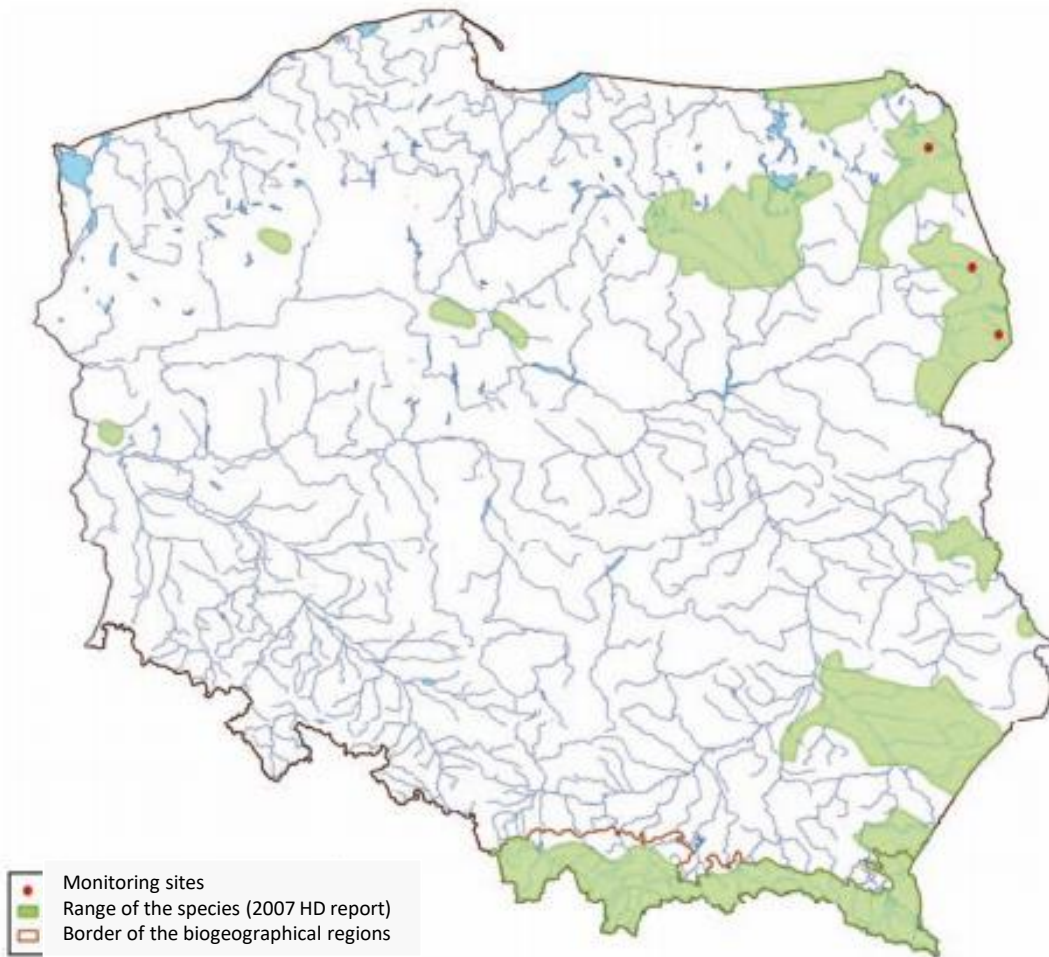 Monitoring sites
Range of the species (2007 HD report)
Border of the biogeographical regions